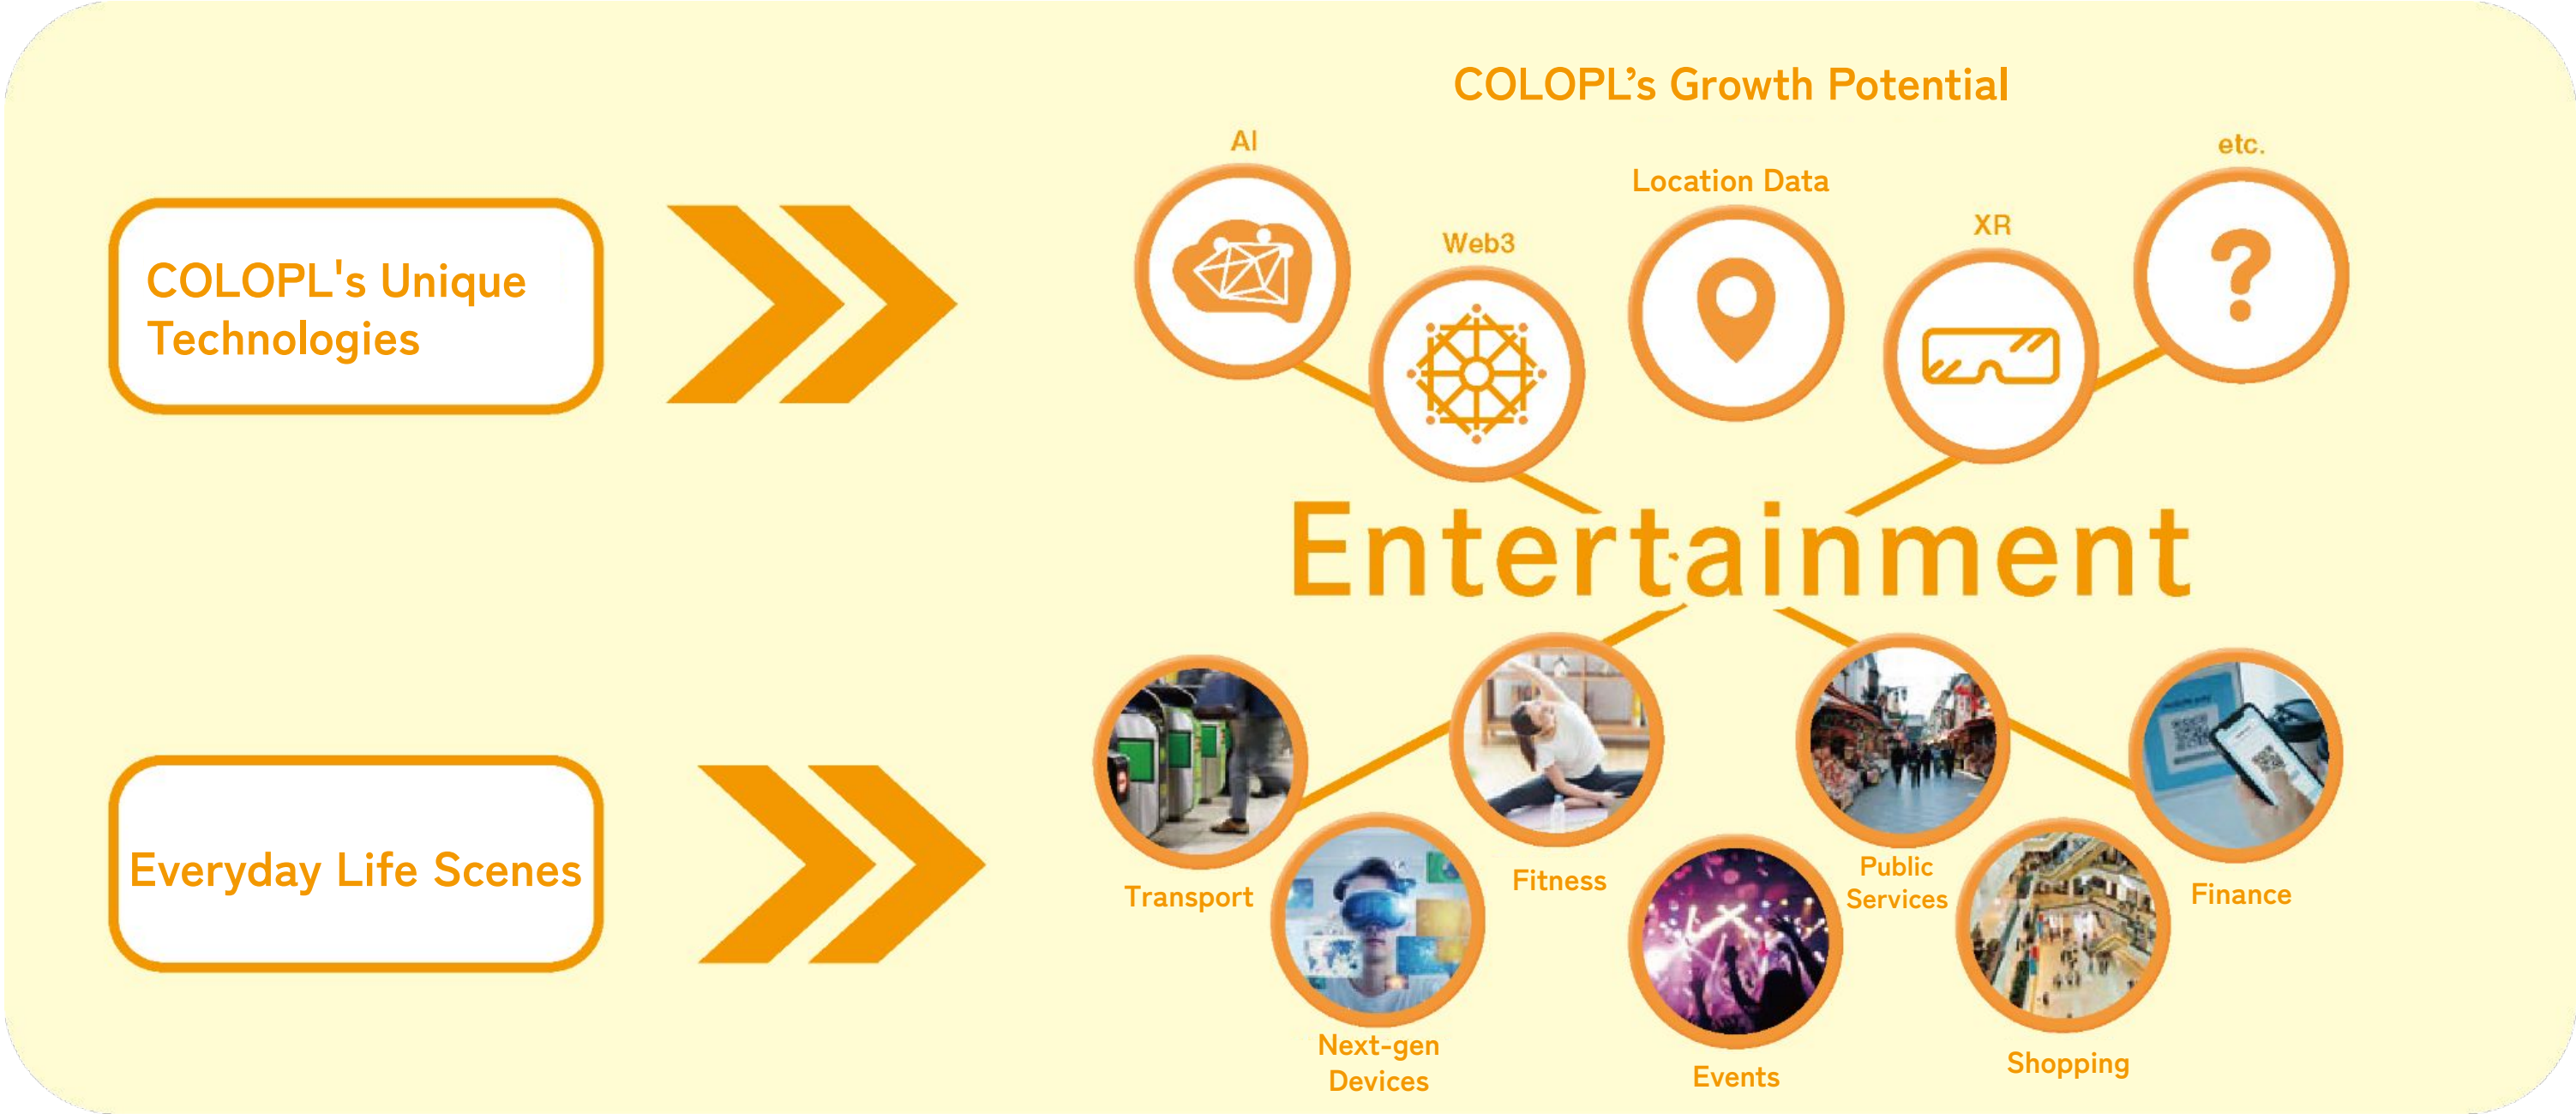 COLOPL’s Growth Potential
AI
etc.
Location Data
Web3
XR
COLOPL's Unique
Technologies
Entertainment
Everyday Life Scenes
Transport
Fitness
Public
Services
Finance
Next-gen
Devices
Events
Shopping